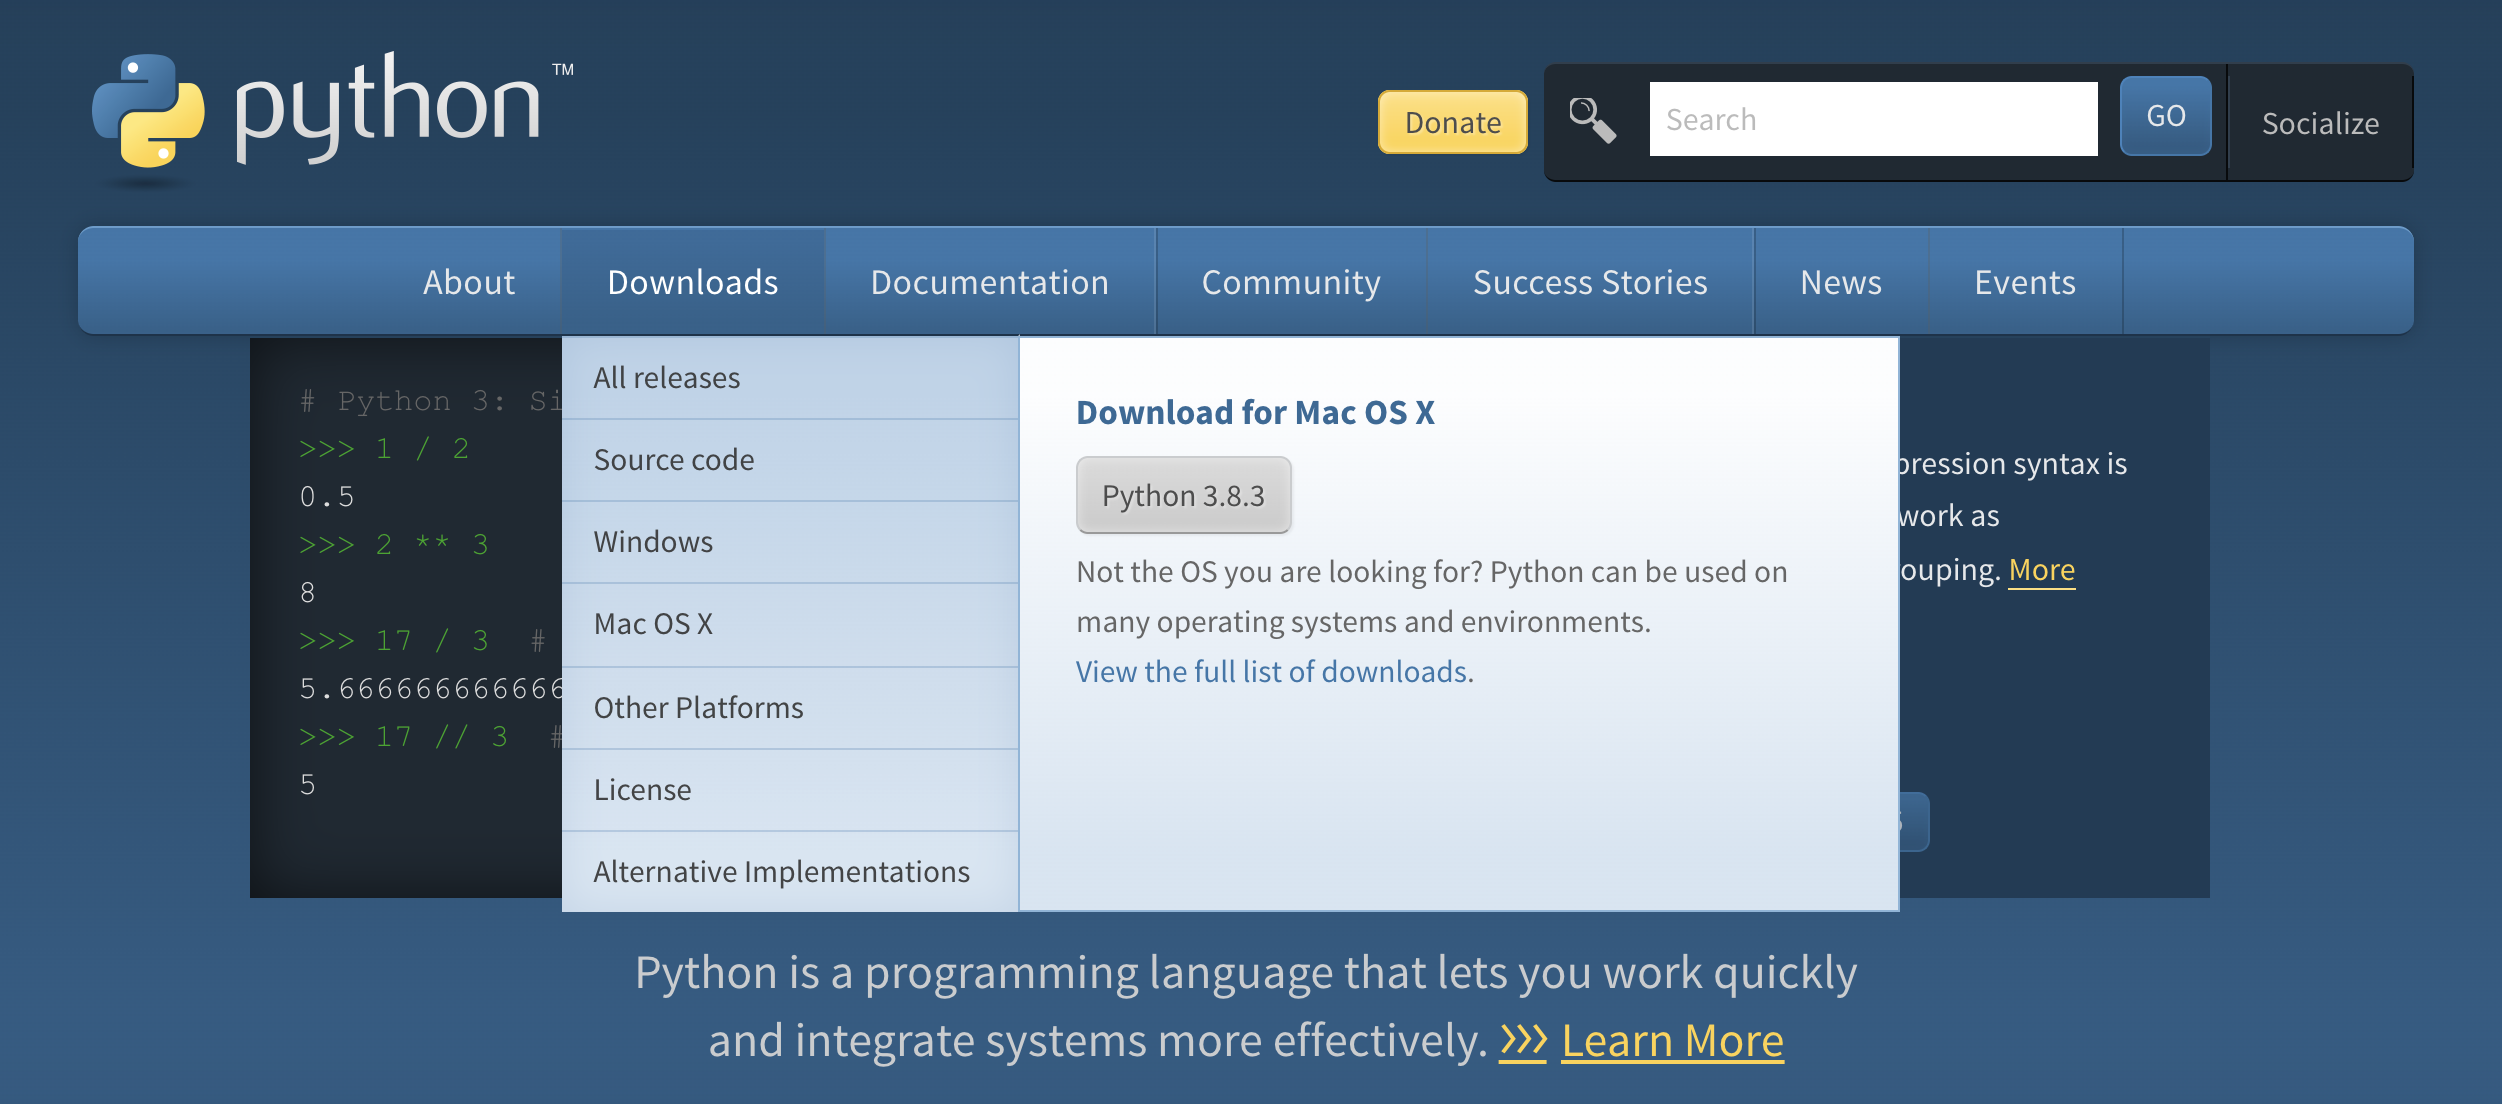 python™
Donate
Search
GO
Socialize
About
Downloads
Documentation
Community
Success Stories
News
Events
# Python 3: Si
>>> 1 / 2
0.5
>>> 2 ** 3
8
>>> 17 / 3 #
5.666666666666
>>> 17 // 3 #
5
All releases
Source code
Windows
Mac OS X
Other Platforms
License
Alternative Implementations
Download for Mac OS X
Python 3.8.3
Not the OS you are looking for? Python can be used on
many operating systems and environments.
View the full list of downloads.
pression syntax is
work as
ouping. More
Python is a programming language that lets you work quickly
and integrate systems more effectively. >>> Learn More